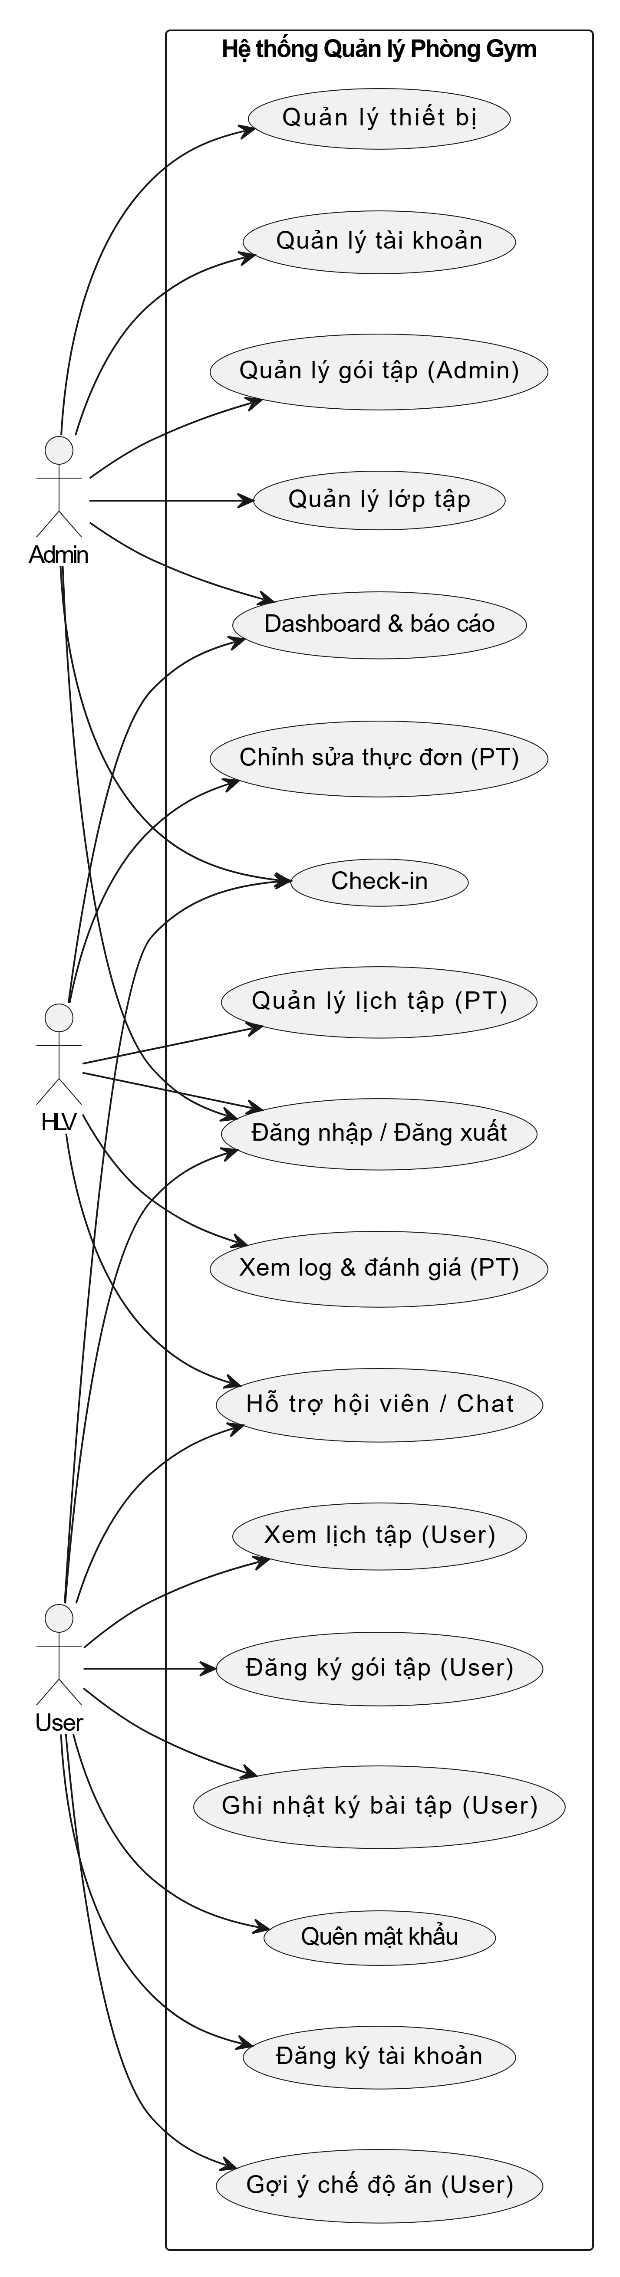 Hệ thống Quản lý Phòng Gym
Quản lý thiết bị
Quản lý tài khoản
Quản lý gói tập (Admin)
Quản lý lớp tập
Admin
Dashboard & báo cáo
Chỉnh sửa thực đơn (PT)
Check-in
Quản lý lịch tập (PT)
HLV
Đăng nhập / Đăng xuất
Xem log & đánh giá (PT)
Hỗ trợ hội viên / Chat
Xem lịch tập (User)
Đăng ký gói tập (User)
User
Ghi nhật ký bài tập (User)
Quên mật khẩu
Đăng ký tài khoản
Gợi ý chế độ ăn (User)